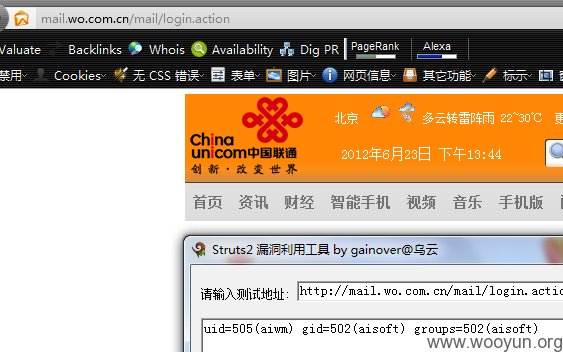 mail.wo.com.cn/mail/login.action
Valuate Backlinks Whois Availability Dig PR PageRank Alexa
禁用 Cookies 无 CSS 错误 表单 图片 网页信息 其它功能 标示
China
unicom中国联通
创新·改变世界
北京 多云转雷阵雨 22~30℃ 更
2012年6月23日 下午13:44
首页 资讯 财经 智能手机 视频 音乐 手机版
Struts2 漏洞利用工具 by gainover@乌云
请输入测试地址: http://mail.wo.com.cn/mail/login.actio
uid=505(aiwm) gid=502(aisoft) groups=502(aisoft)
www.wooyun.org